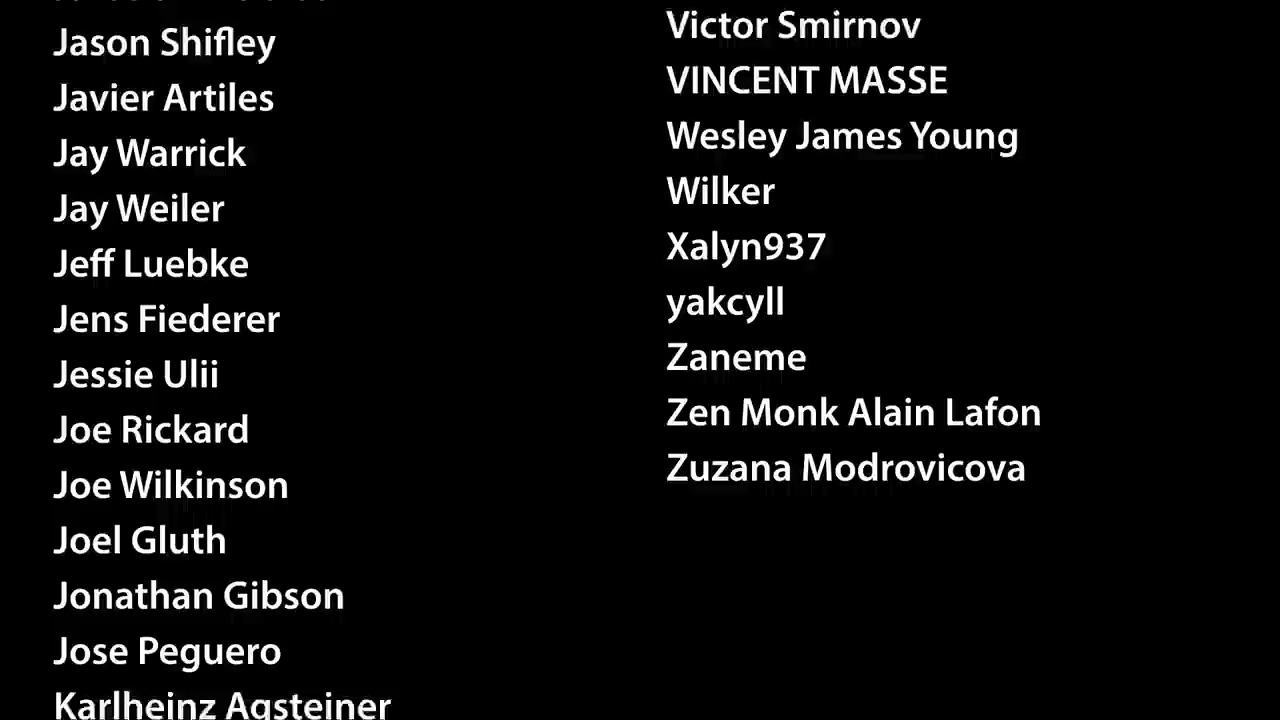 Jason Shifley
Javier Artiles
Jay Warrick
Jay Weiler
Jeff Luebke
Jens Fiederer
Jessie Ulii
Joe Rickard
Joe Wilkinson
Joel Gluth
Jonathan Gibson
Jose Peguero
Karlheinz Agsteiner
Victor Smirnov
VINCENT MASSE
Wesley James Young
Wilker
Xalyn937
yakcyll
Zaneme
Zen Monk Alain Lafon
Zuzana Modrovicova